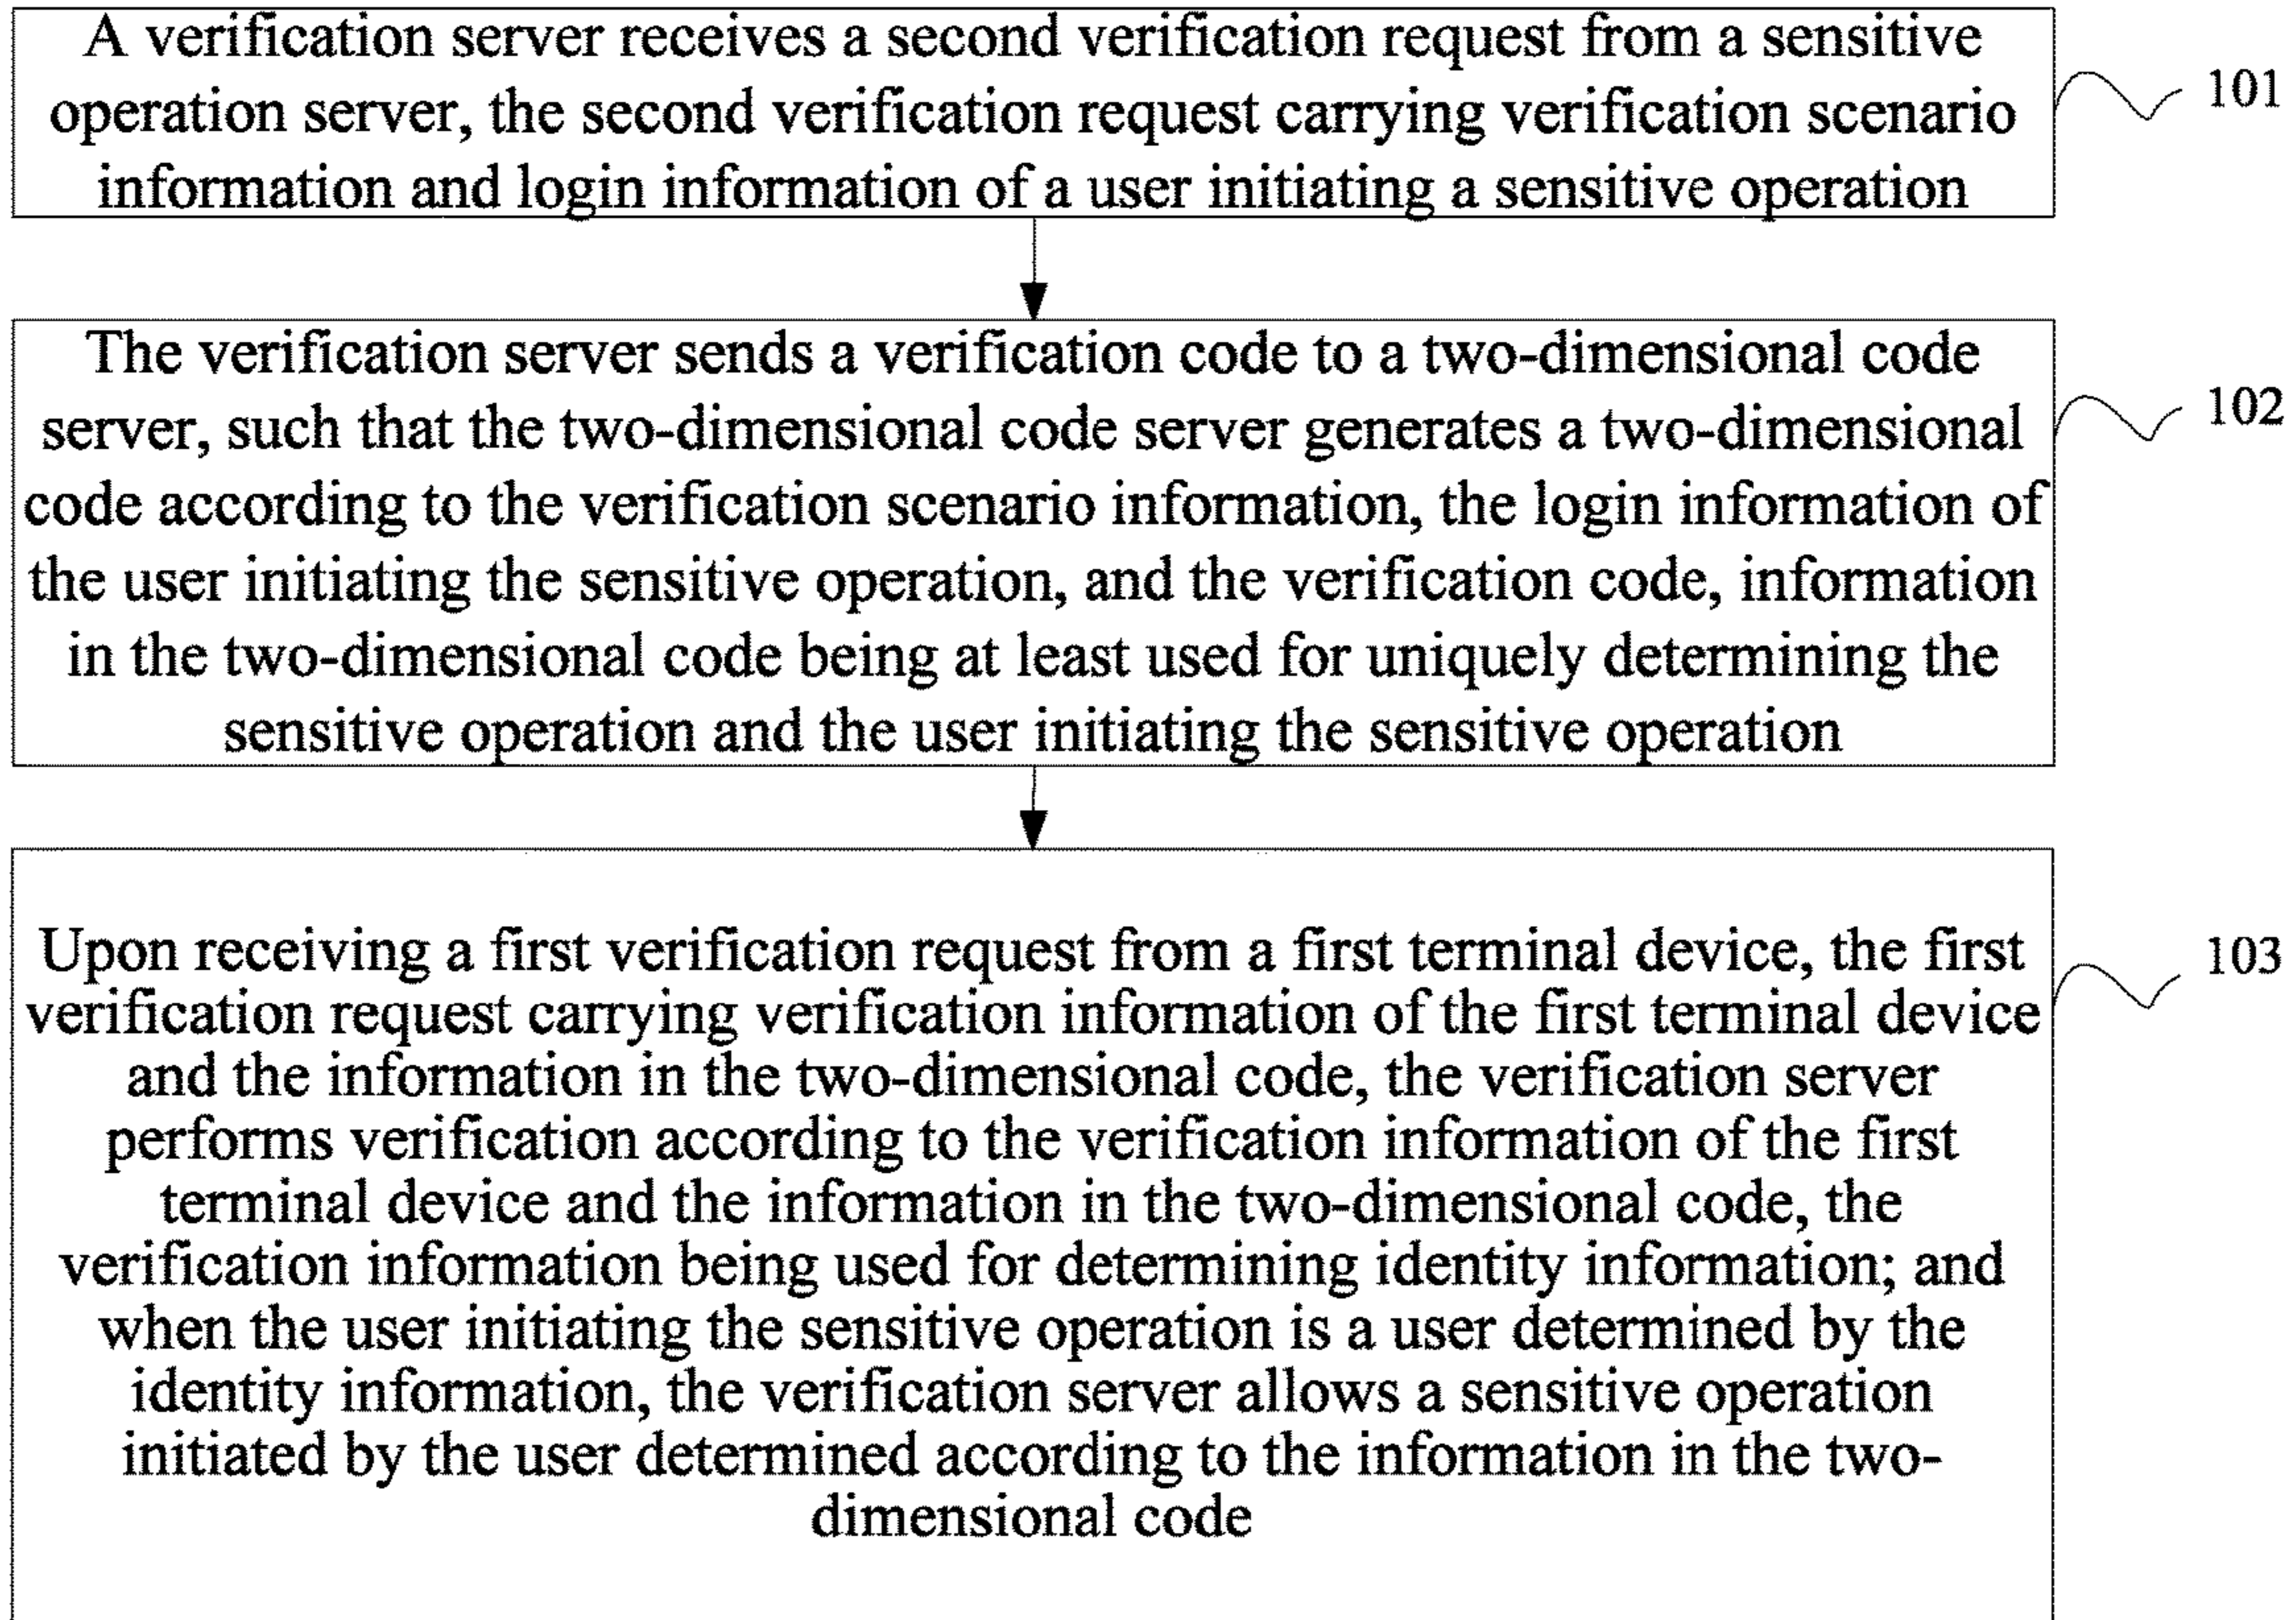 A verification server receives a second verification request from a sensitive
operation server, the second verification request carrying verification scenario
information and login information of a user initiating a sensitive operation
101
The verification server sends a verification code to a two-dimensional code
server, such that the two-dimensional code server generates a two-dimensional
code according to the verification scenario information, the login information of
the user initiating the sensitive operation, and the verification code, information
in the two-dimensional code being at least used for uniquely determining the
sensitive operation and the user initiating the sensitive operation
102
Upon receiving a first verification request from a first terminal device, the first
verification request carrying verification information of the first terminal device
and the information in the two-dimensional code, the verification server
performs verification according to the verification information of the first
terminal device and the information in the two-dimensional code, the
verification information being used for determining identity information; and
when the user initiating the sensitive operation is a user determined by the
identity information, the verification server allows a sensitive operation
initiated by the user determined according to the information in the two-
dimensional code
103